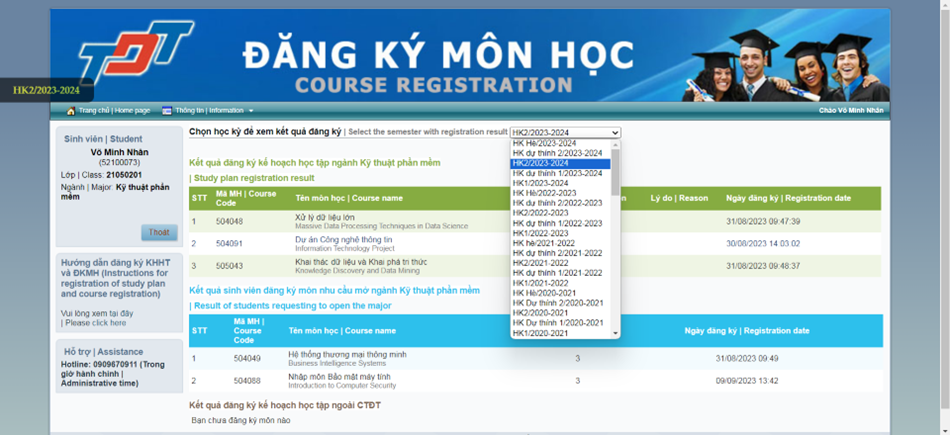 TDT
ĐĂNG KÝ MÔN HỌC
COURSE REGISTRATION
HK2/2023-2024
Trang chủ | Home page
Thông tin | Information
Chào Võ Minh Nhân
Sinh viên | Student
Võ Minh Nhân
(52100073)
Lớp | Class: 21050201
Ngành | Major: Kỹ thuật phần
mềm
Thoát
Hướng dẫn đăng ký KHHT
và ĐKMH (Instructions for
registration of study plan
and course registration)
Vui lòng xem tại đây
| Please click here
Hỗ trợ | Assistance
Hotline: 0909670911 (Trong
giờ hành chính |
Administrative time)
Chọn học kỳ để xem kết quả đăng ký | Select the semester with registration result
HK2/2023-2024
HK Hè/2023-2024
HK dự thính 2/2023-2024
HK2/2023-2024
HK dự thính 1/2023-2024
HK1/2023-2024
HK Hè/2022-2023
HK dự thính 2/2022-2023
HK2/2022-2023
HK dự thính 1/2022-2023
HK1/2022-2023
HK hè/2021-2022
HK dự thính 2/2021-2022
HK2/2021-2022
HK dự thính 1/2021-2022
HK1/2021-2022
HK Hè/2020-2021
HK Dự thính 2/2020-2021
HK2/2020-2021
HK Dự thính 1/2020-2021
HK1/2020-2021
Kết quả đăng ký kế hoạch học tập ngành Kỹ thuật phần mềm
| Study plan registration result
STT
Mã MH | Course
Code
Tên môn học | Course name
Lý do | Reason
Ngày đăng ký | Registration date
1 504048 Xử lý dữ liệu lớn 31/08/2023 09:47:39
Massive Data Processing Techniques in Data Science
2 504091 Dự án Công nghệ thông tin 30/08/2023 14:03:02
Information Technology Project
3 505043 Khai thác dữ liệu và Khai phá tri thức 31/08/2023 09:48:37
Knowledge Discovery and Data Mining
Kết quả sinh viên đăng ký môn nhu cầu mở ngành Kỹ thuật phần mềm
| Result of students requesting to open the major
STT
Mã MH |
Course
Code
Tên môn học | Course name
Ngày đăng ký | Registration date
1 504049 Hệ thống thương mại thông minh 3 31/08/2023 09:49
Business Intelligence Systems
2 504088 Nhập môn Bảo mật máy tính 3 09/09/2023 13:42
Introduction to Computer Security
Kết quả đăng ký kế hoạch học tập ngoài CTĐT
Bạn chưa đăng ký môn nào